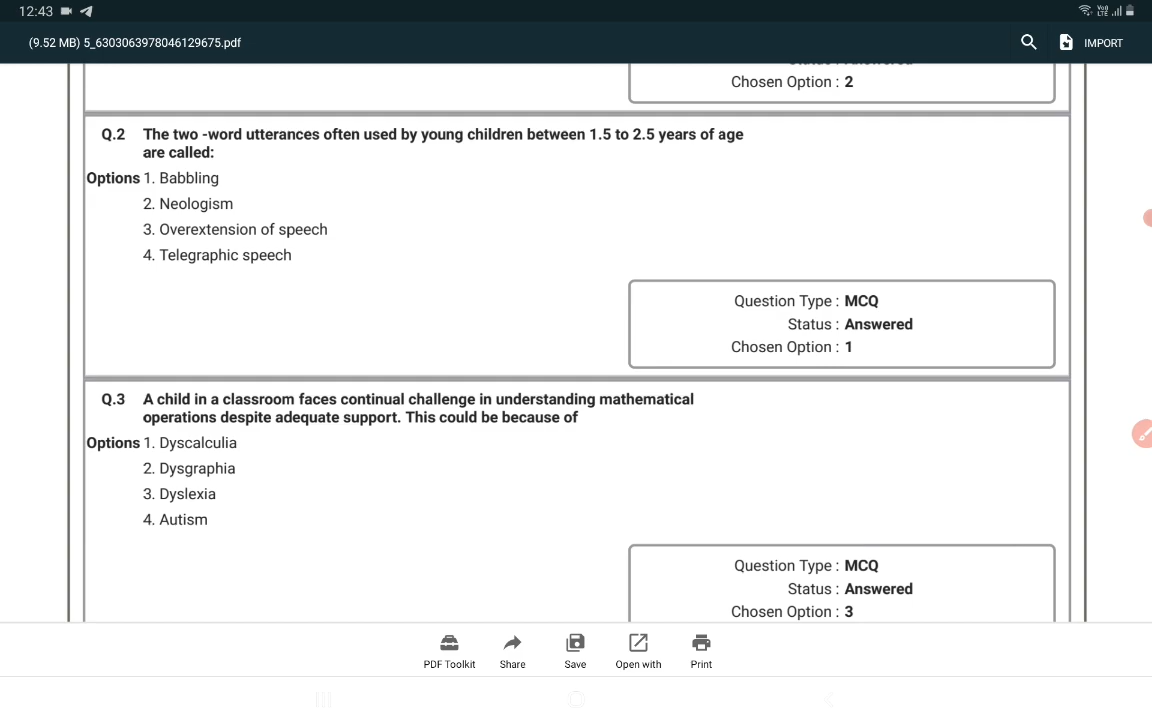 12:43
(9.52 MB) 5_6303063978046129675.pdf
IMPORT
Chosen Option : 2
Q.2 The two -word utterances often used by young children between 1.5 to 2.5 years of age
are called:
Options 1. Babbling
2. Neologism
3. Overextension of speech
4. Telegraphic speech
Question Type : MCQ
Status : Answered
Chosen Option : 1
Q.3 A child in a classroom faces continual challenge in understanding mathematical
operations despite adequate support. This could be because of
Options 1. Dyscalculia
2. Dysgraphia
3. Dyslexia
4. Autism
Question Type : MCQ
Status : Answered
Chosen Option : 3
PDF Toolkit Share Save Open with Print